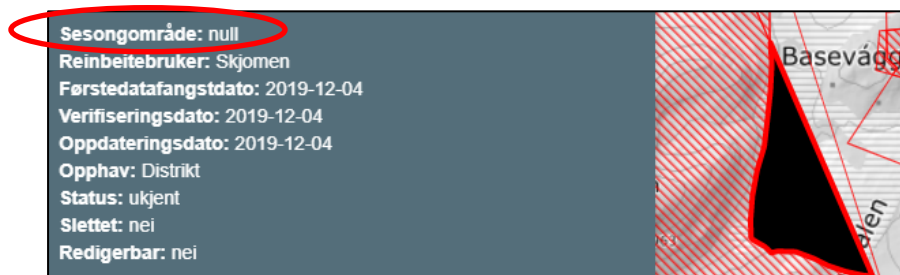 Sesongområde: null
Reinbeitebruker: Skjomen
Førstedatafangstdato: 2019-12-04
Verifiseringsdato: 2019-12-04
Oppdateringsdato: 2019-12-04
Opphav: Distrikt
Status: ukjent
Slettet: nei
Redigerbar: nei